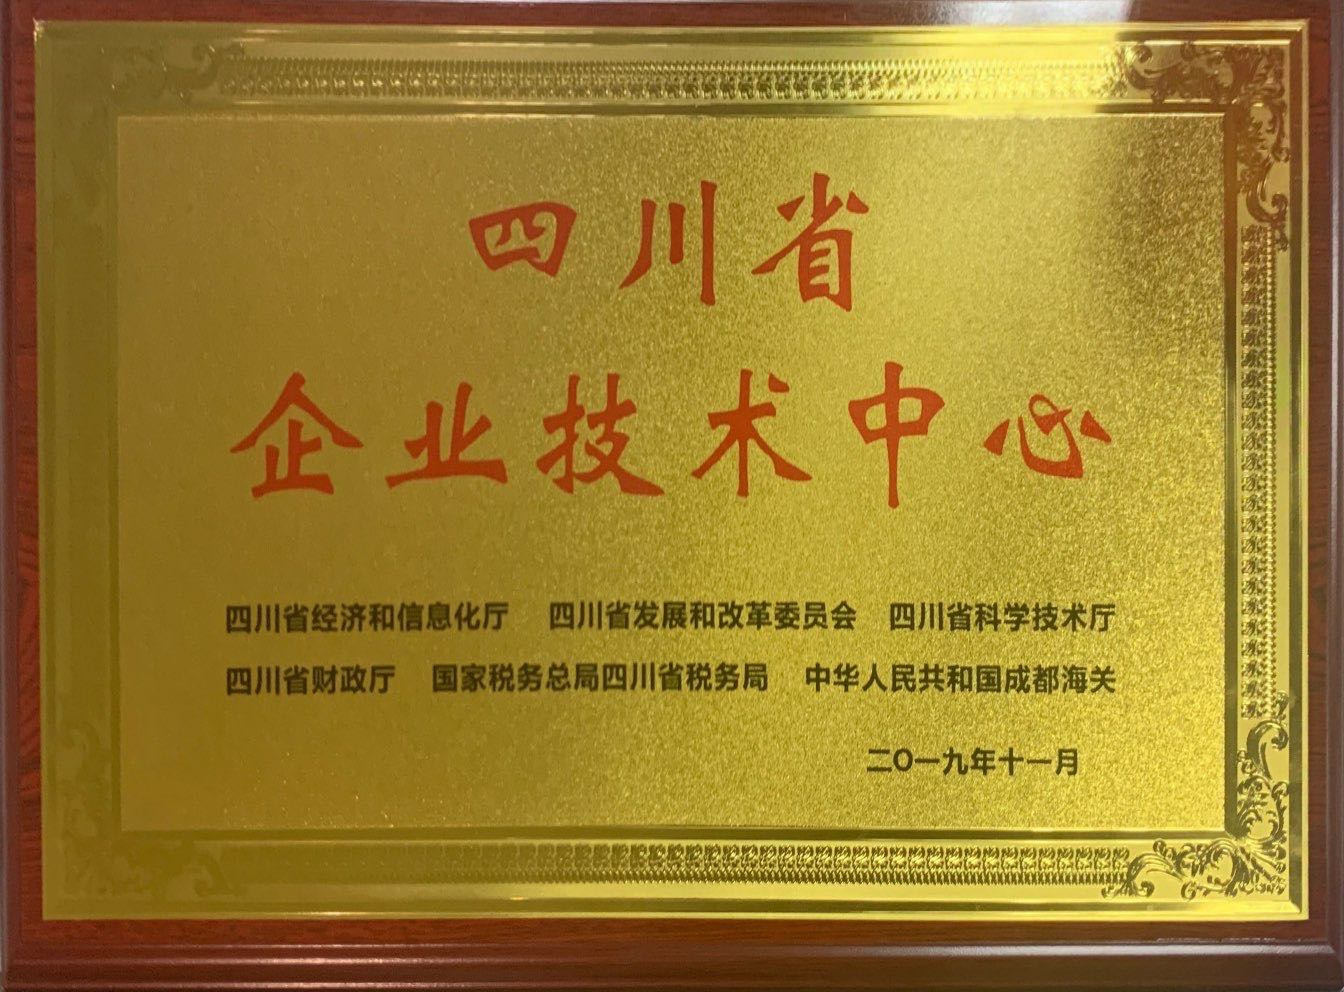 四川省
企业技术中心
四川省经济和信息化厅 四川省发展和改革委员会 四川省科学技术厅
四川省财政厅 国家税务总局四川省税务局 中华人民共和国成都海关
二〇一九年十一月